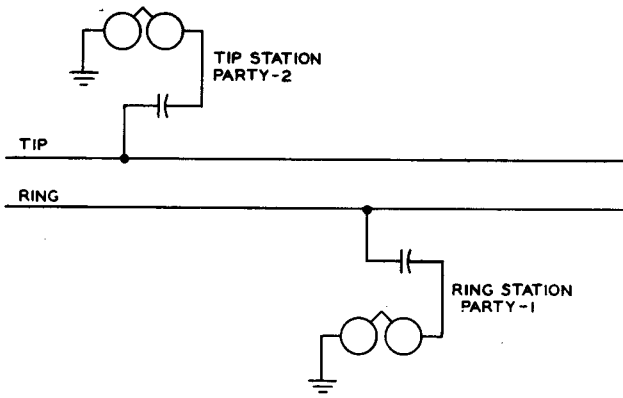 TIP STATION
PARTY-2
TIP
RING
RING STATION
PARTY-1